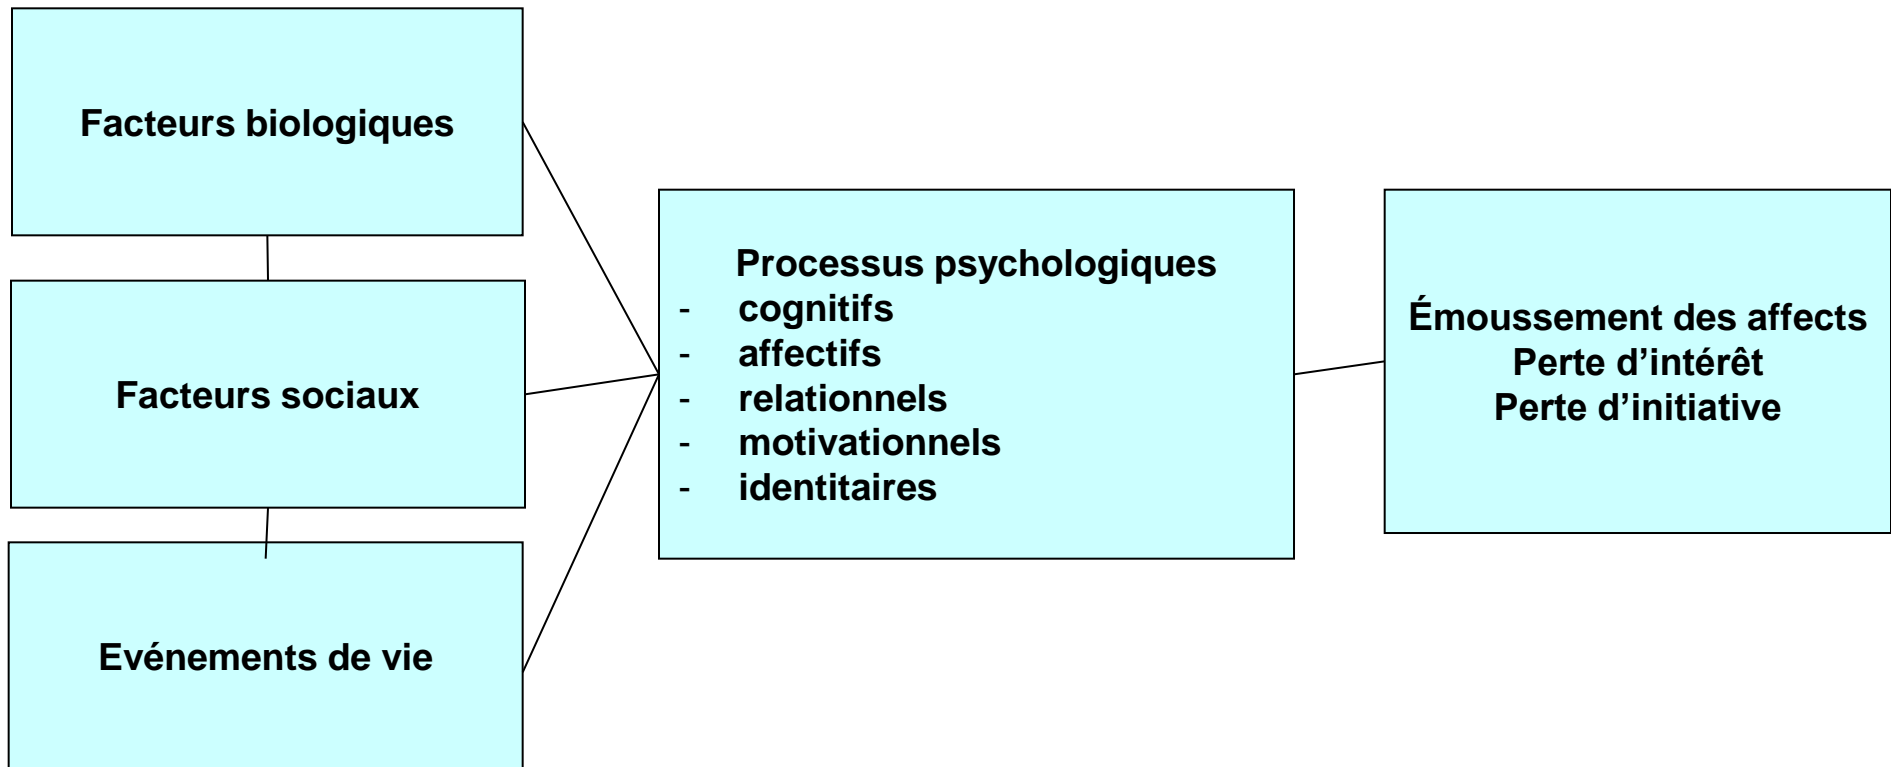 Facteurs biologiques
Facteurs sociaux
Evénements de vie
Processus psychologiques
- cognitifs
- affectifs
- relationnels
- motivationnels
- identitaires
Émoussement des affects
Perte d’intérêt
Perte d’initiative